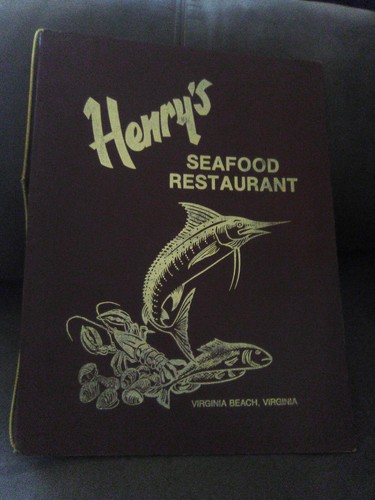 Henry's
SEAFOOD
RESTAURANT
VIRGINIA BEACH, VIRGINIA